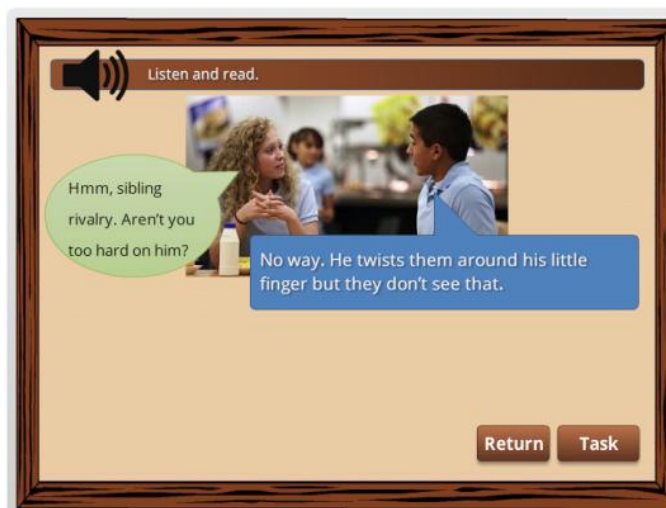 Listen and read.
Hmm, sibling
rivalry. Aren't you
too hard on him?
No way. He twists them around his little
finger but they don't see that.
Return
Task